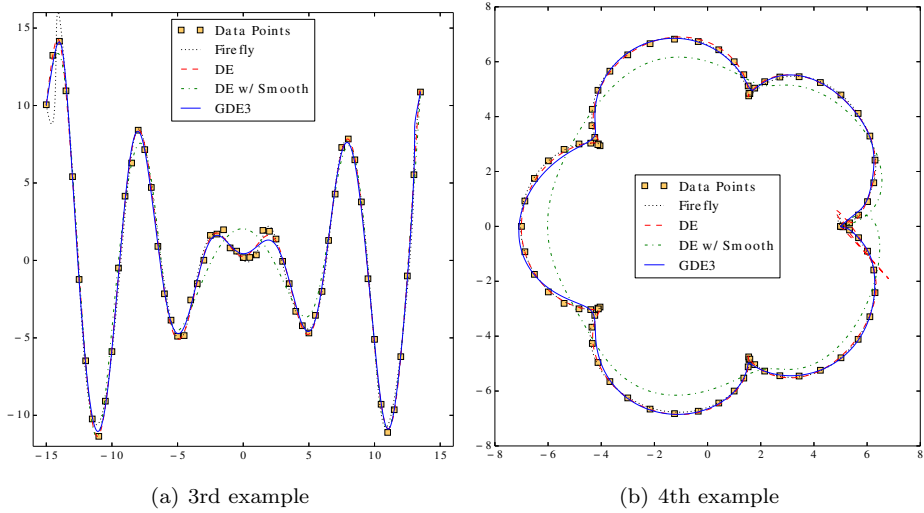 15
10
5
0
−5
−10
−15
−10
−5
0
5
10
15
Data Points
Firefly
DE
DE w/ Smooth
GDE3
(a) 3rd example
8
6
4
2
0
−2
−4
−6
−8
−8
−6
−4
−2
0
2
4
6
8
Data Points
Firefly
DE
DE w/ Smooth
GDE3
(b) 4th example